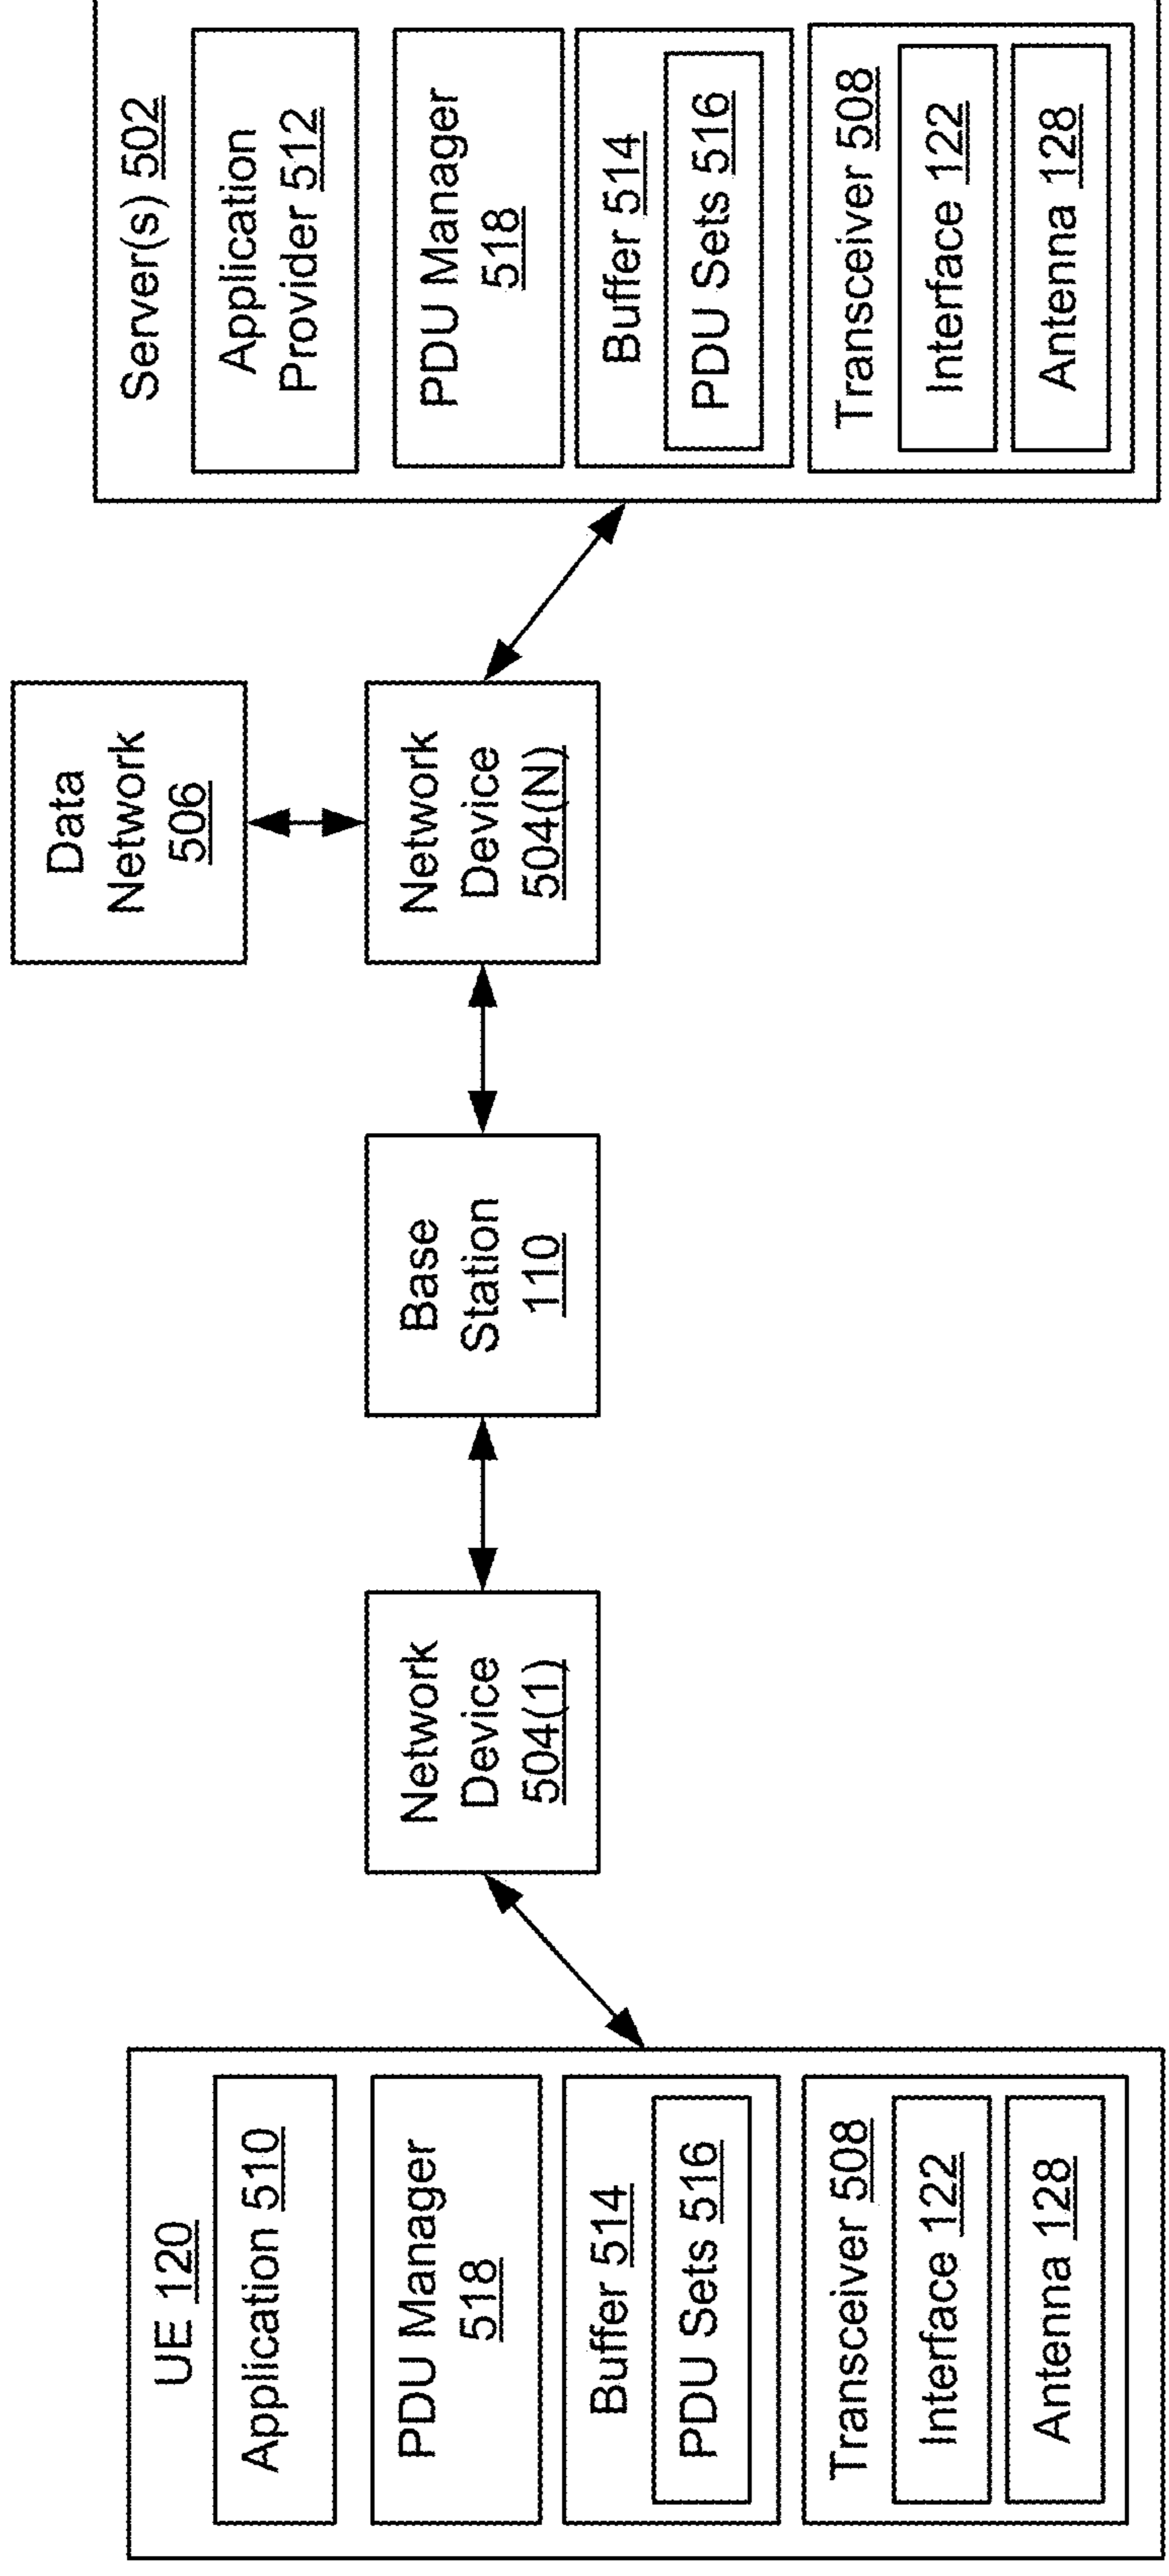 UE 120
Application 510
PDU Manager
518
Buffer 514
PDU Sets 516
Transceiver 508
Interface 122
Antenna 128
Network
Device
504(1)
Base
Station
110
Data
Network
506
Network
Device
504(N)
Server(s) 502
Application
Provider 512
PDU Manager
518
Buffer 514
PDU Sets 516
Transceiver 508
Interface 122
Antenna 128